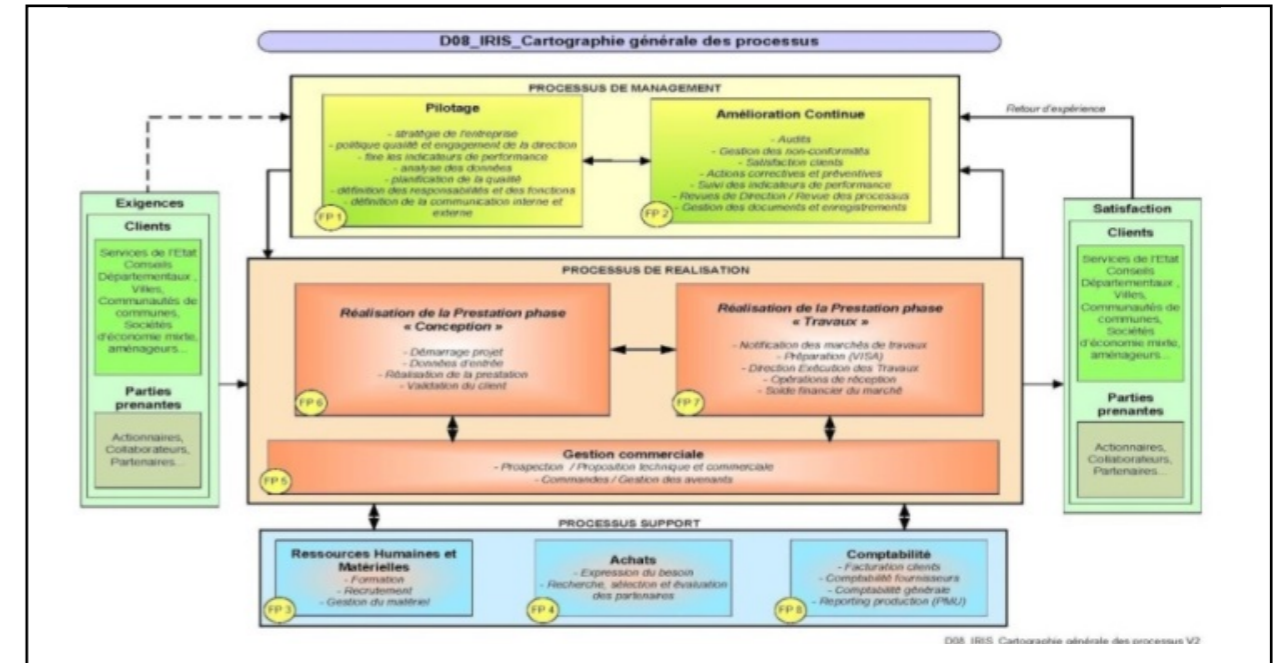 D08_IRIS_Cartographie générale des processus
PROCESSUS DE MANAGEMENT
Pilotage
- stratégie de l'entreprise
- politique qualité et engagement de la direction
- fixe les indicateurs de performance
- analyse des données
- planification de la qualité
- définition des responsabilités et des fonctions
- définition de la communication interne et
externe
FP 1
Amélioration Continue
- Audits
- Gestion des non-conformités
- Satisfaction clients
- Actions correctives et préventives
- Suivi des indicateurs de performance
- Revues de Direction / Revue des processus
- Gestion des documents et enregistrements
FP 2
Retour d'expérience
Exigences
Clients
Services de l'Etat
Conseils
Départementaux ,
Villes,
Communautés de
communes,
Sociétés
d'économie mixte,
aménageurs...
Parties
prenantes
Actionnaires,
Collaborateurs,
Partenaires...
PROCESSUS DE REALISATION
Réalisation de la Prestation phase
« Conception »
- Démarrage projet
- Données d'entrée
- Réalisation de la prestation
- Validation du client
FP 6
Réalisation de la Prestation phase
« Travaux »
- Notification des marchés de travaux
- Préparation (VISA)
- Direction Exécution des Travaux
- Opérations de réception
- Solde financier du marché
FP 7
Gestion commerciale
- Prospection / Proposition technique et commerciale
- Commandes / Gestion des avenants
FP 5
Satisfaction
Clients
Services de l'Etat
Conseils
Départementaux ,
Villes,
Communautés de
communes,
Sociétés
d'économie mixte,
aménageurs...
Parties
prenantes
Actionnaires,
Collaborateurs,
Partenaires...
PROCESSUS SUPPORT
Ressources Humaines et
Matérielles
- Formation
- Recrutement
- Gestion du matériel
FP 3
Achats
- Expression du besoin
- Recherche, sélection et évaluation
des partenaires
FP 4
Comptabilité
- Facturation clients
- Comptabilité fournisseurs
- Comptabilité générale
- Reporting production (PMU)
FP 8
D08_IRIS_Cartographie générale des processus V2